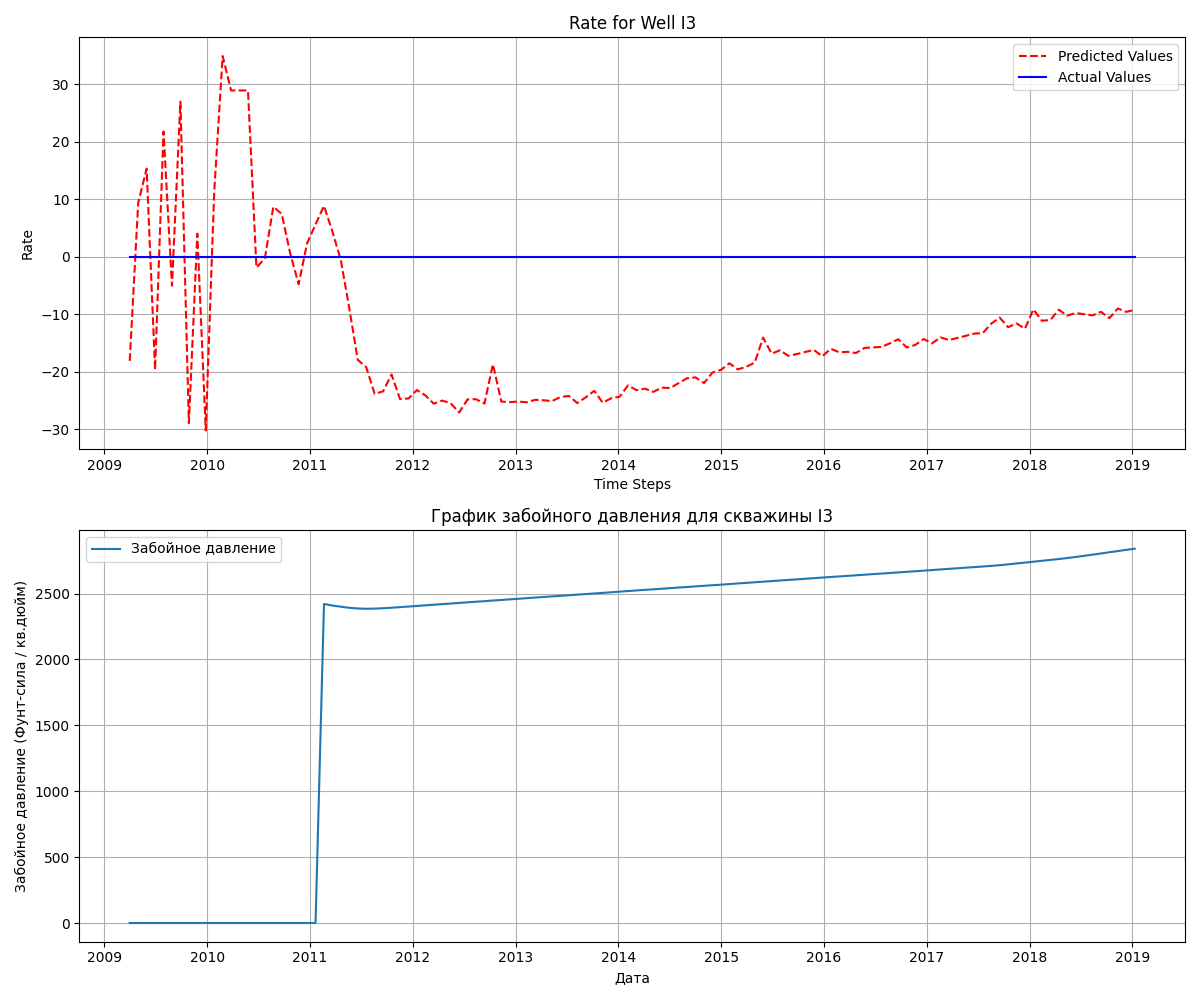 Rate for Well I3
Predicted Values
Actual Values
Rate
30
20
10
0
−10
−20
−30
2009 2010 2011 2012 2013 2014 2015 2016 2017 2018 2019
Time Steps
График забойного давления для скважины I3
Забойное давление
Забойное давление (Фунт-сила / кв.дюйм)
2500
2000
1500
1000
500
0
2009 2010 2011 2012 2013 2014 2015 2016 2017 2018 2019
Дата